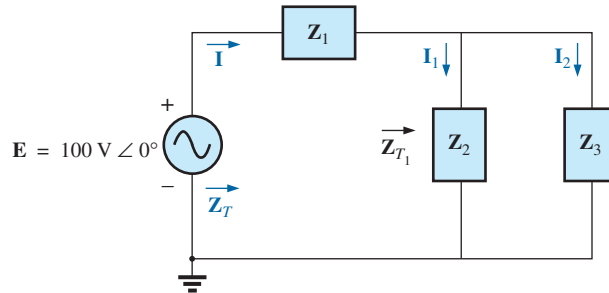 I
Z1
I1
I2
+
E = 100 V ∠ 0°
−
ZT1
Z2
Z3
ZT